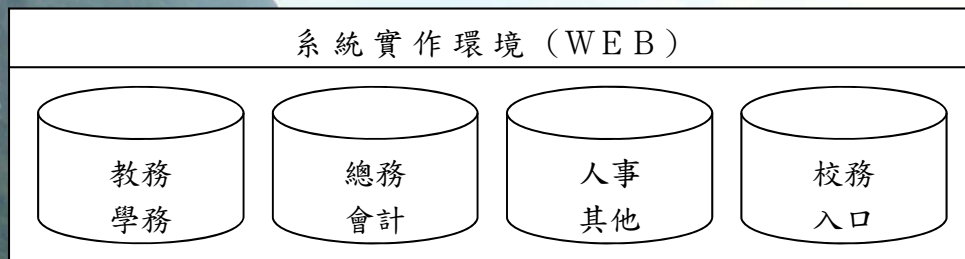 系統實作環境（WEB）
教務
學務
總務
會計
人事
其他
校務
入口